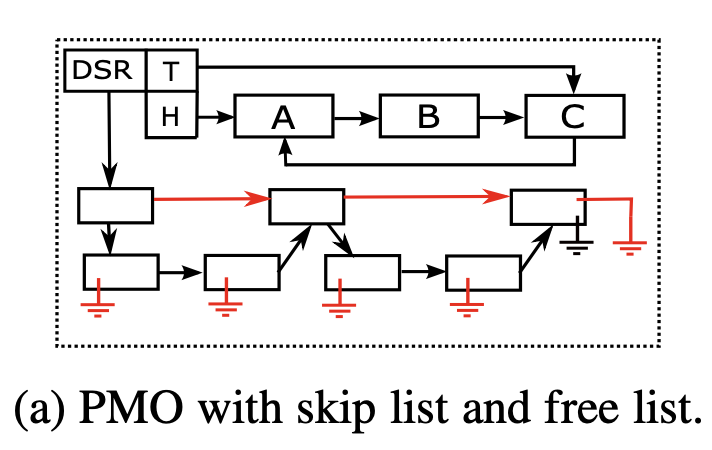 DSR T
H A B C
(a) PMO with skip list and free list.